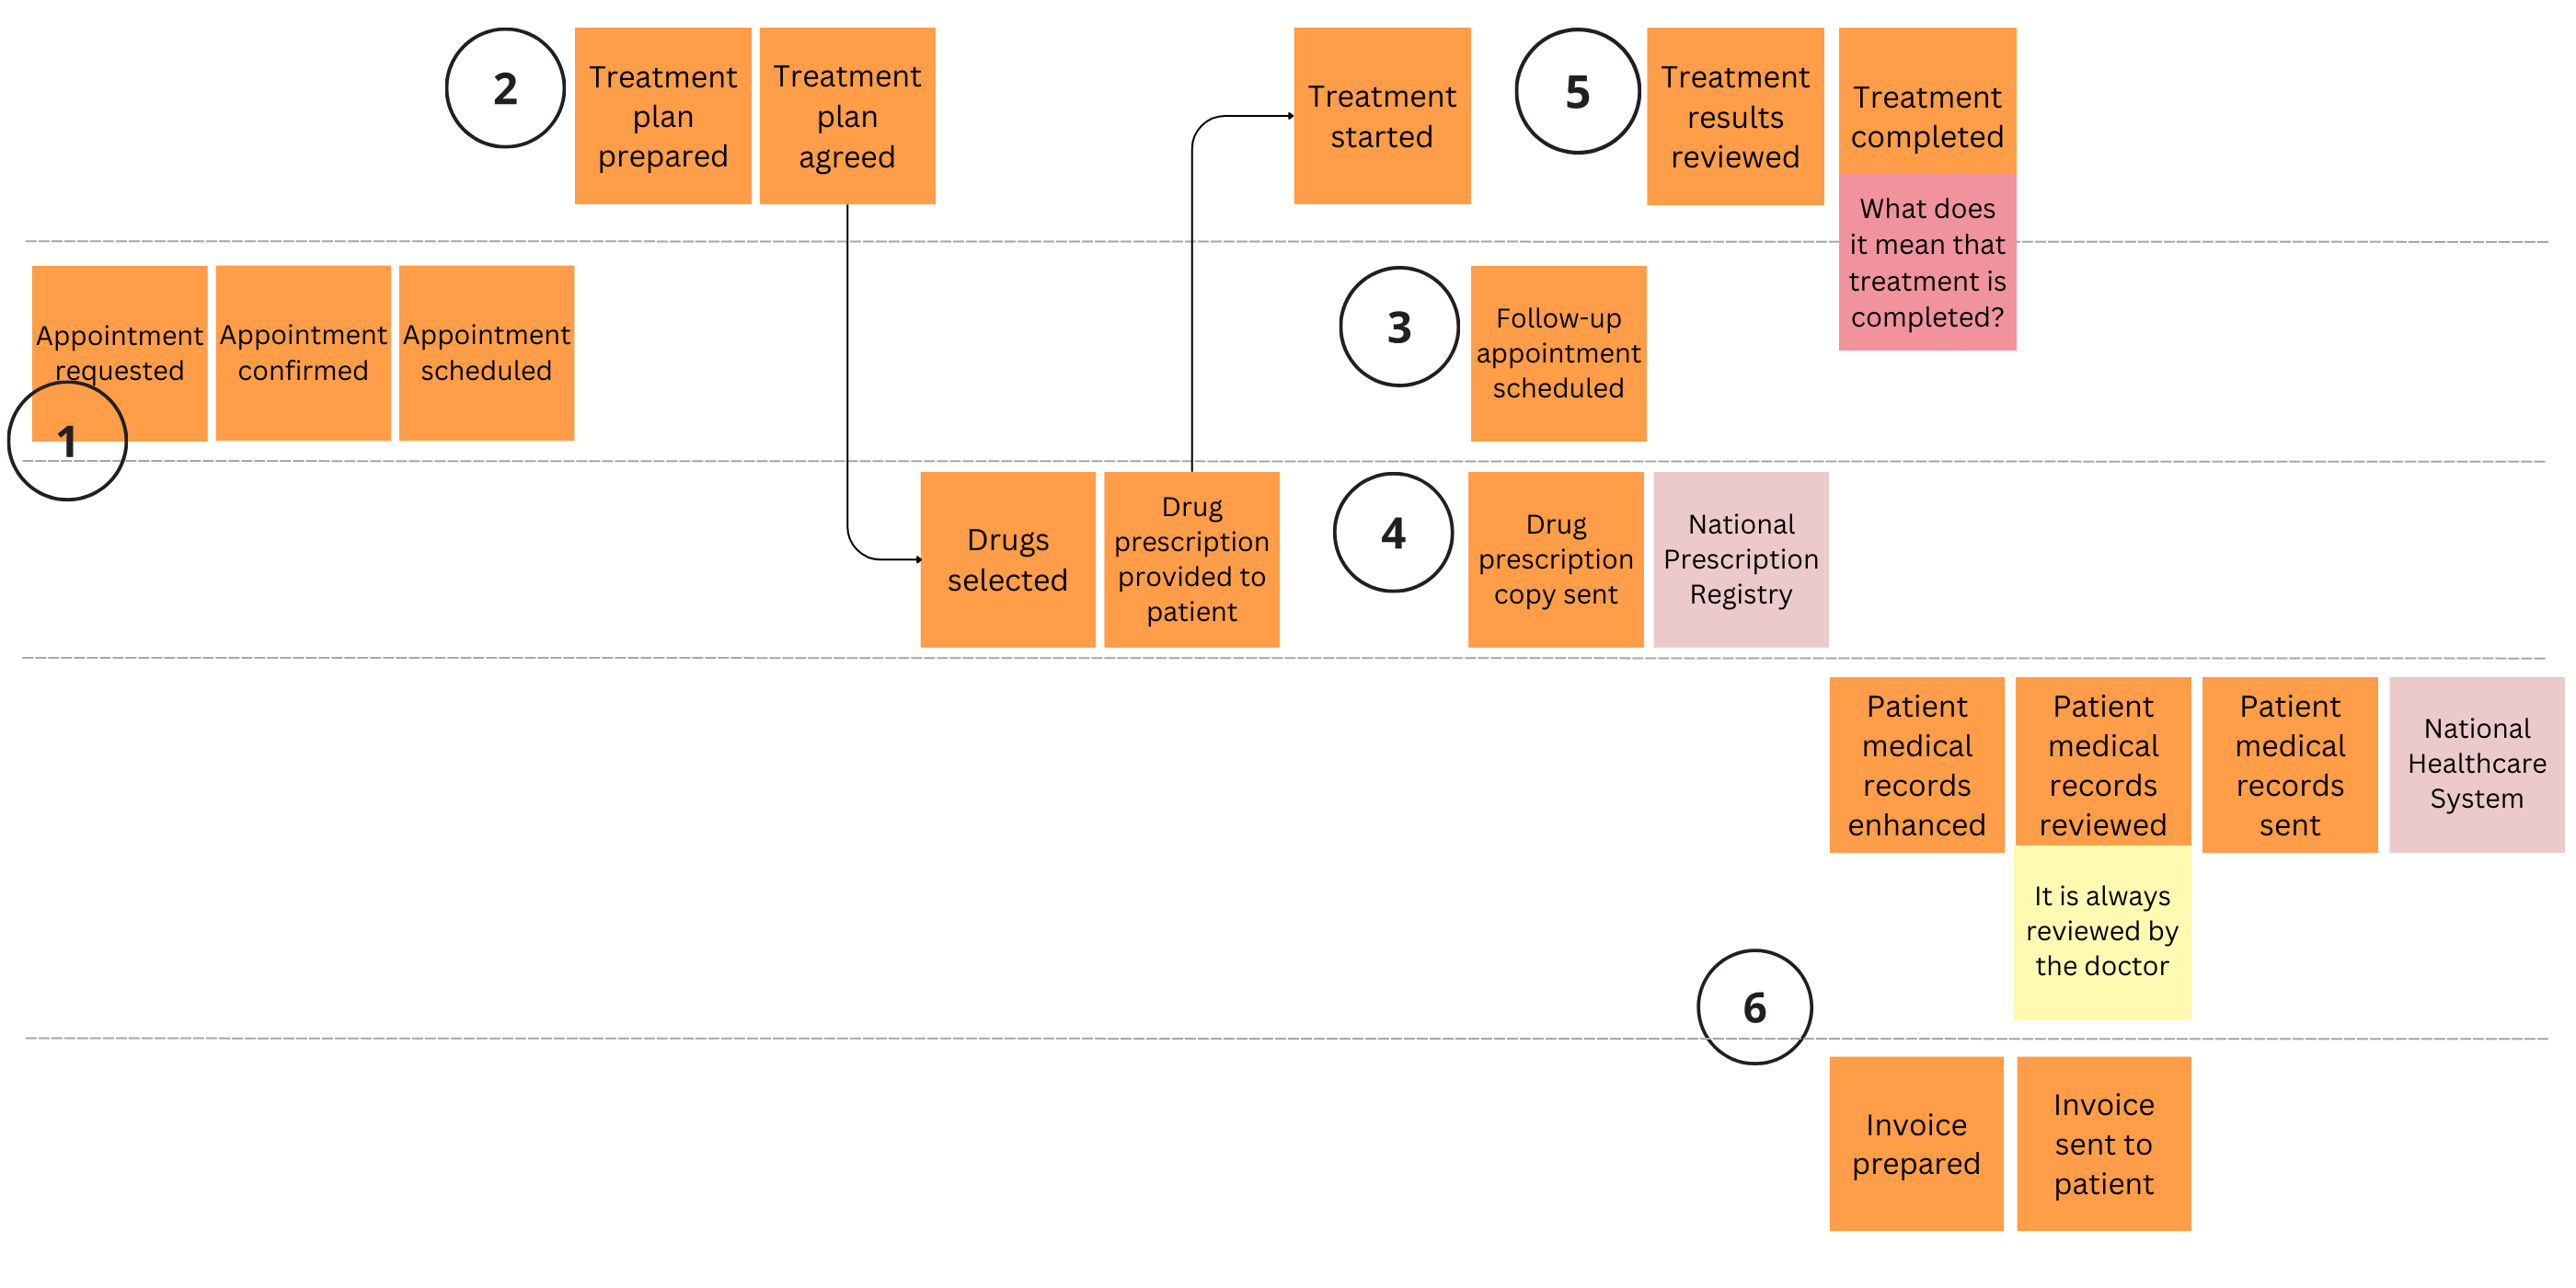 2
Treatment
plan
prepared
Treatment
plan
agreed
Treatment
started
5
Treatment
results
reviewed
Treatment
completed
What does
it mean that
treatment is
completed?
Appointment
requested
1
Appointment
confirmed
Appointment
scheduled
3
Follow-up
appointment
scheduled
Drugs
selected
Drug
prescription
provided to
patient
4
Drug
prescription
copy sent
National
Prescription
Registry
Patient
medical
records
enhanced
Patient
medical
records
reviewed
It is always
reviewed by
the doctor
Patient
medical
records
sent
National
Healthcare
System
6
Invoice
prepared
Invoice
sent to
patient